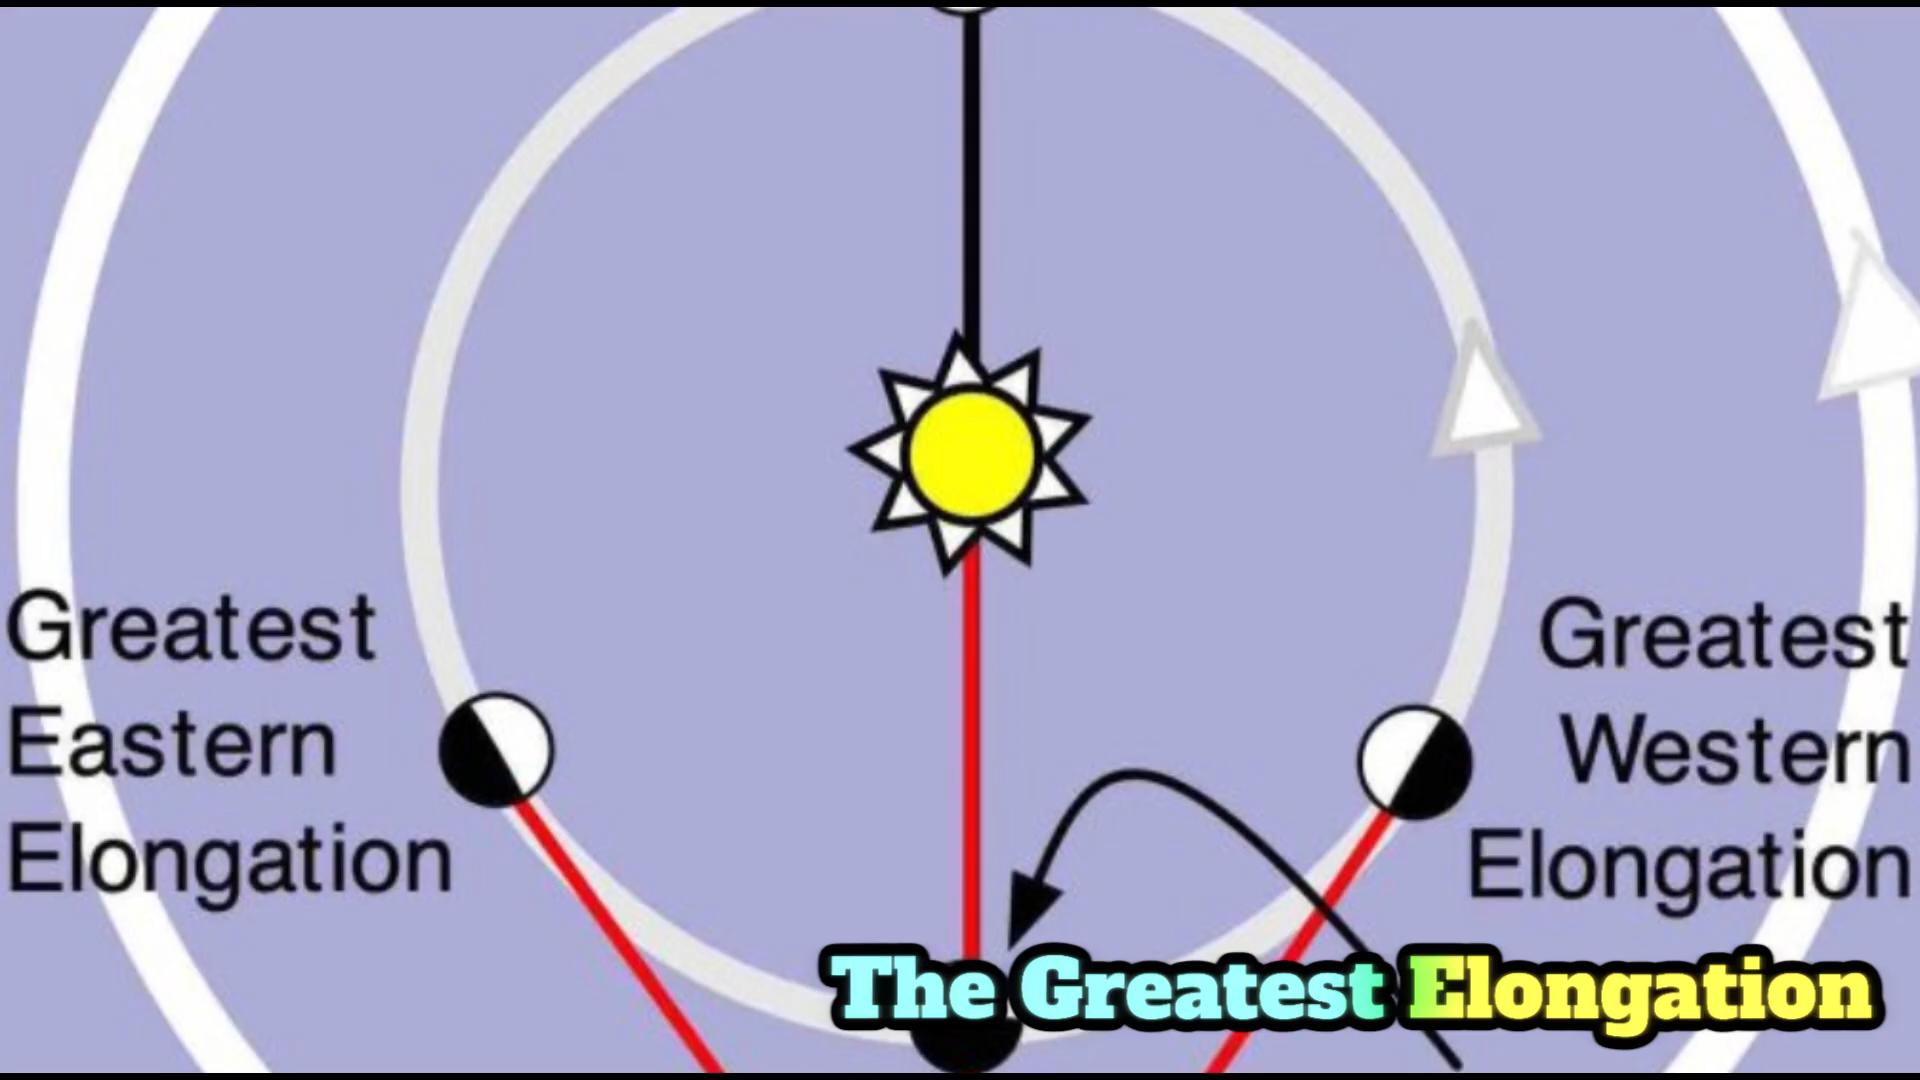 Greatest
Eastern
Elongation
Greatest
Western
Elongation
The Greatest Elongation